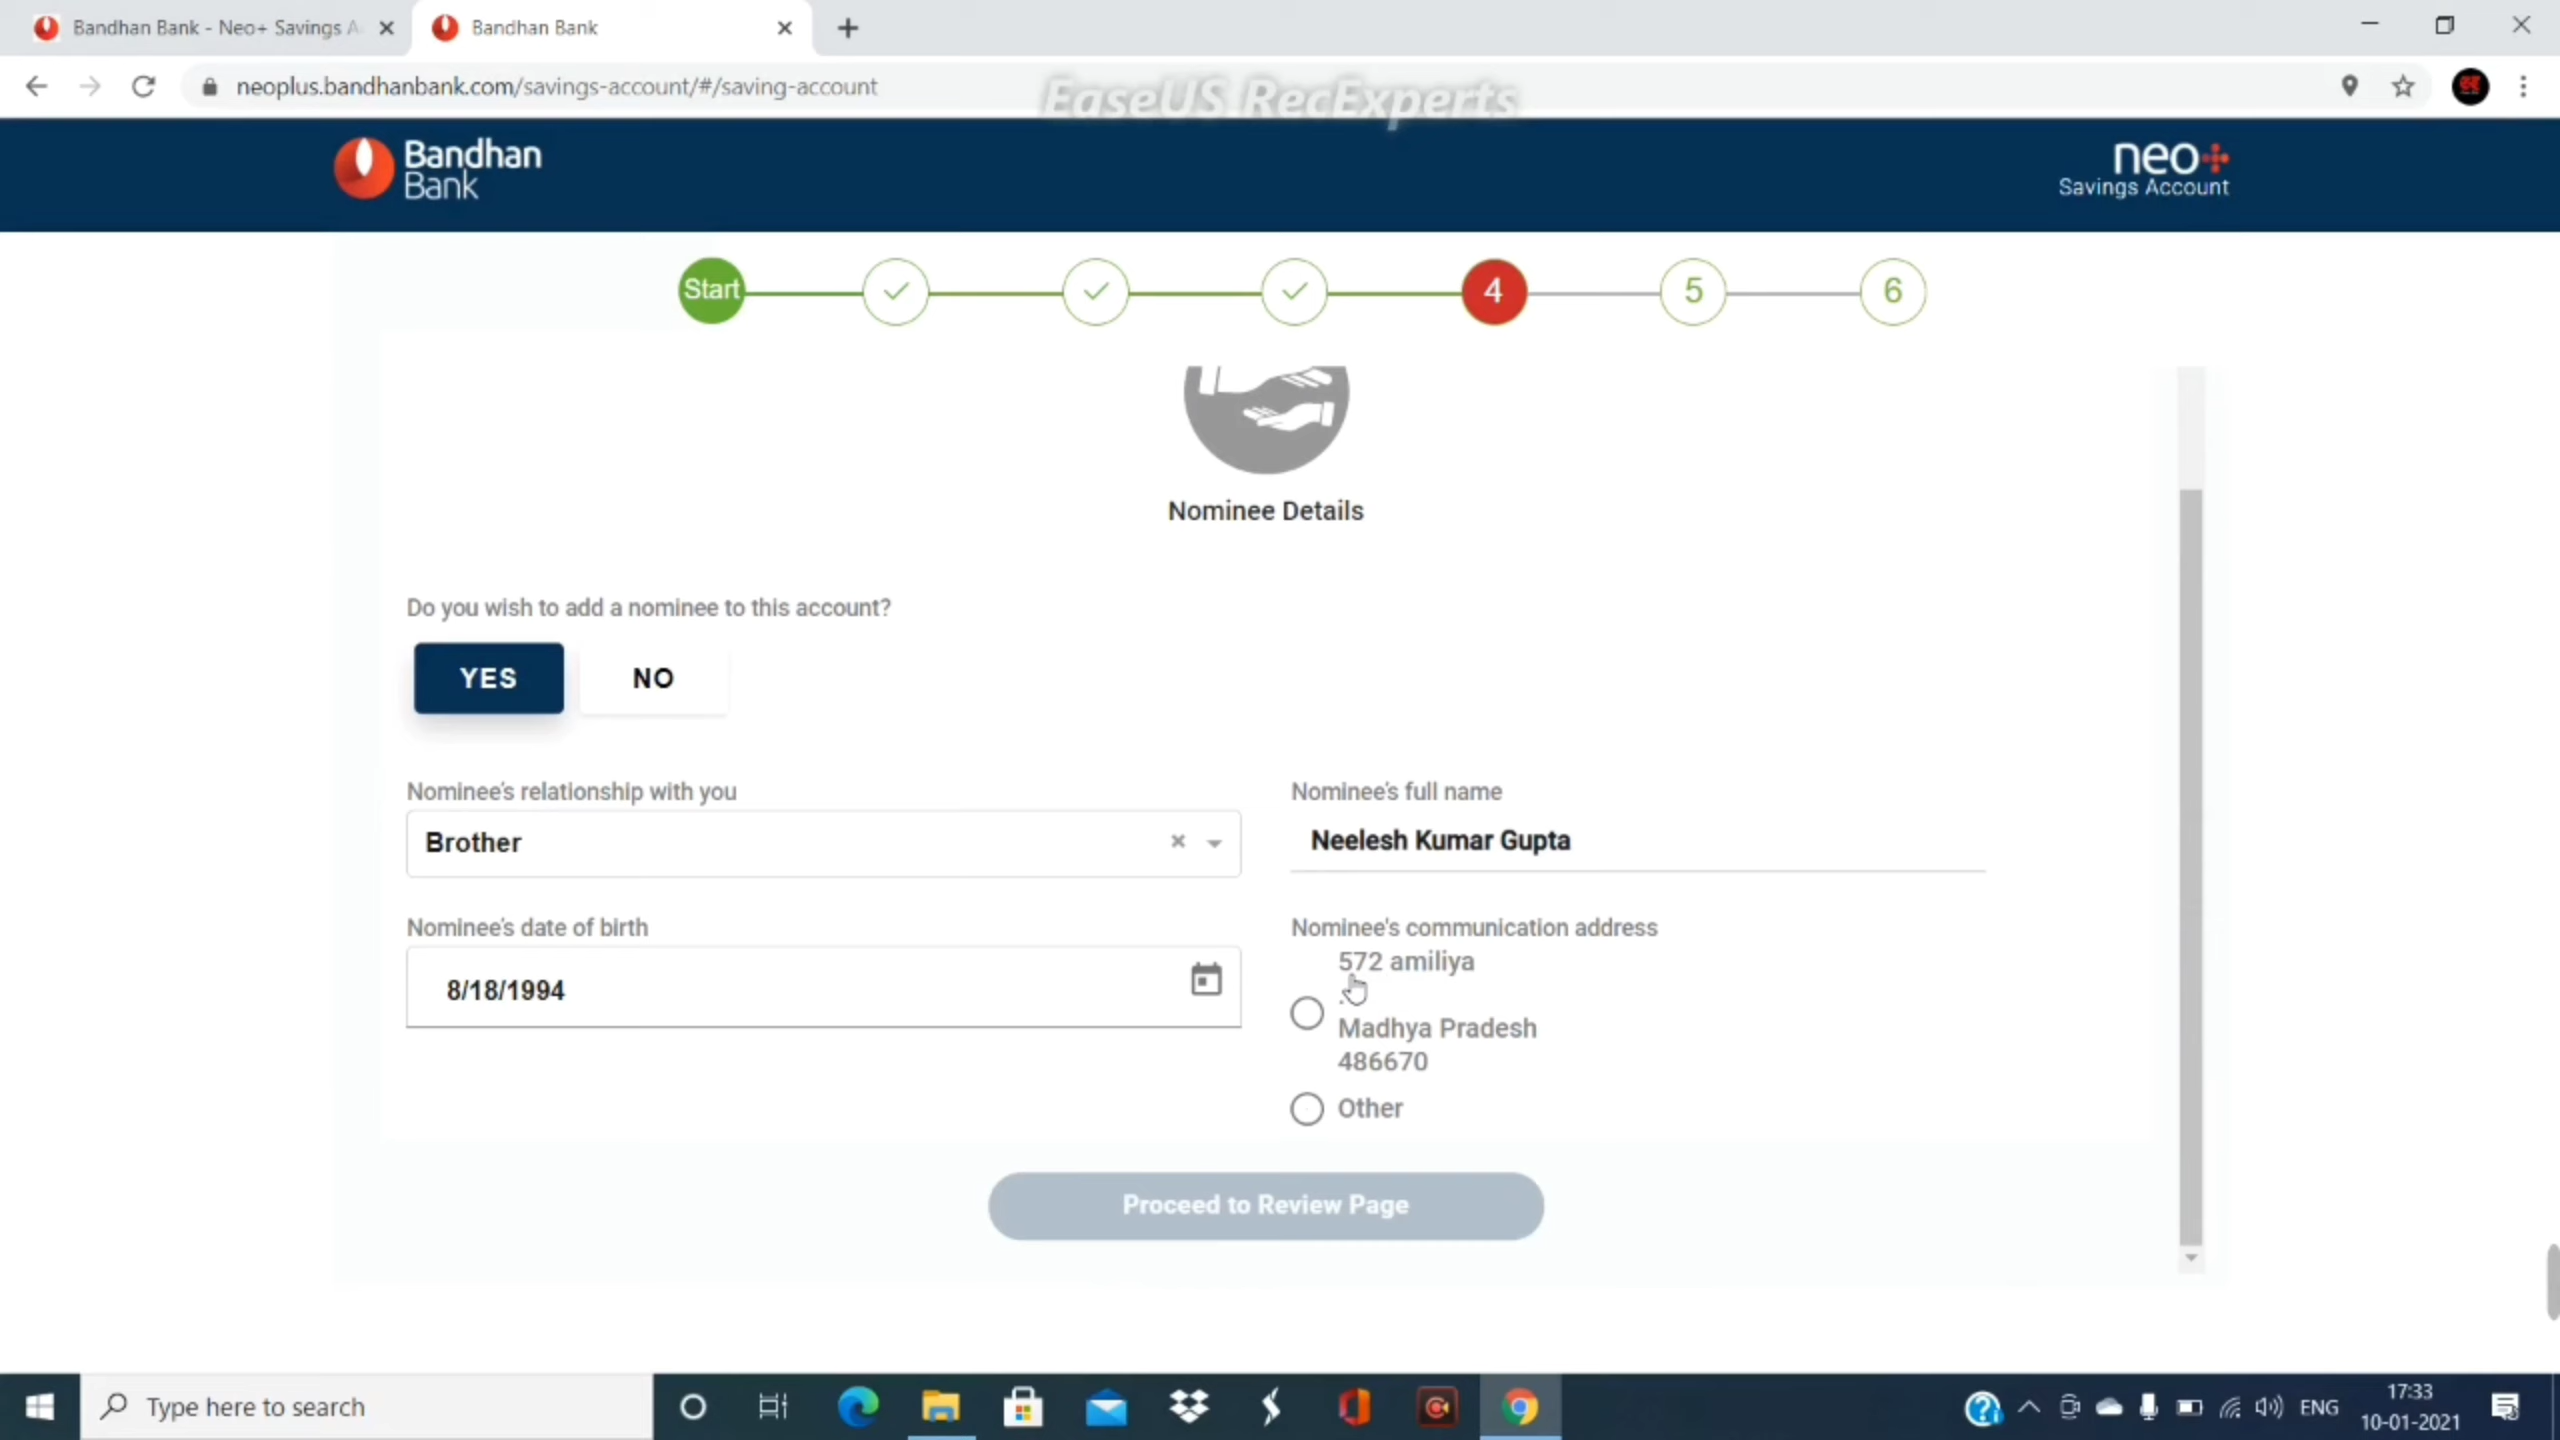 Bandhan Bank - Neo+ Savings A
Bandhan Bank
neoplus.bandhanbank.com/savings-account/#/saving-account
EaseUS RecExperts
Bandhan
Bank
neo+
Savings Account
Start
4
5
6
Nominee Details
Do you wish to add a nominee to this account?
YES
NO
Nominee's relationship with you
Nominee's full name
Brother
Neelesh Kumar Gupta
Nominee's date of birth
Nominee's communication address
8/18/1994
572 amiliya
.
Madhya Pradesh
486670
Other
Proceed to Review Page
Type here to search
ENG
17:33
10-01-2021